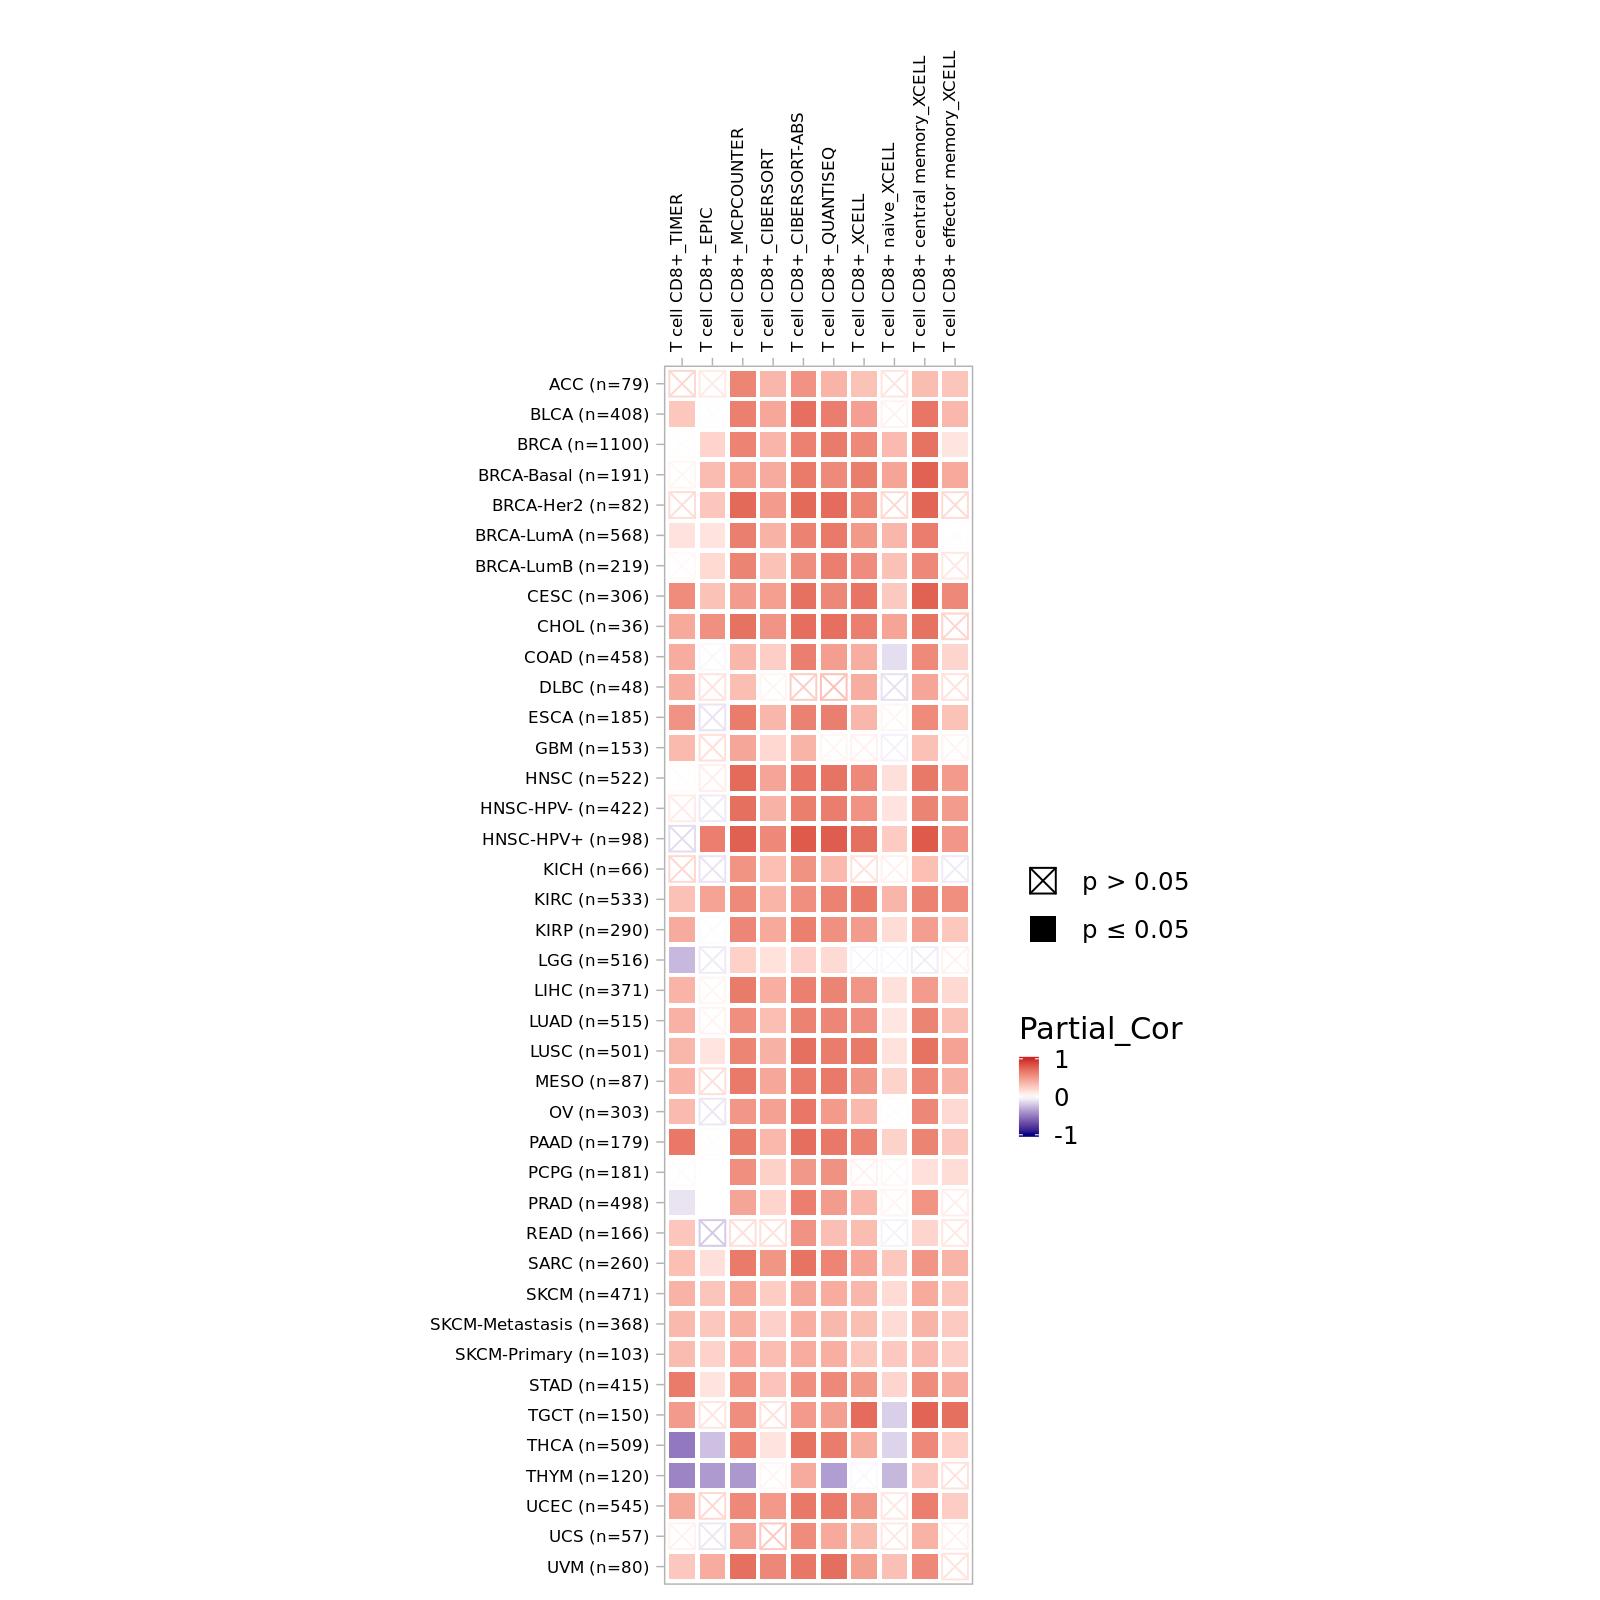 T cell CD8+_TIMER
T cell CD8+_EPIC
T cell CD8+_MCPCOUNTER
T cell CD8+_CIBERSORT
T cell CD8+_CIBERSORT-ABS
T cell CD8+_QUANTISEQ
T cell CD8+_XCELL
T cell CD8+ naive_XCELL
T cell CD8+ central memory_XCELL
T cell CD8+ effector memory_XCELL
ACC (n=79)
BLCA (n=408)
BRCA (n=1100)
BRCA-Basal (n=191)
BRCA-Her2 (n=82)
BRCA-LumA (n=568)
BRCA-LumB (n=219)
CESC (n=306)
CHOL (n=36)
COAD (n=458)
DLBC (n=48)
ESCA (n=185)
GBM (n=153)
HNSC (n=522)
HNSC-HPV- (n=422)
HNSC-HPV+ (n=98)
KICH (n=66)
KIRC (n=533)
KIRP (n=290)
LGG (n=516)
LIHC (n=371)
LUAD (n=515)
LUSC (n=501)
MESO (n=87)
OV (n=303)
PAAD (n=179)
PCPG (n=181)
PRAD (n=498)
READ (n=166)
SARC (n=260)
SKCM (n=471)
SKCM-Metastasis (n=368)
SKCM-Primary (n=103)
STAD (n=415)
TGCT (n=150)
THCA (n=509)
THYM (n=120)
UCEC (n=545)
UCS (n=57)
UVM (n=80)
p > 0.05
p ≤ 0.05
Partial_Cor
1
0
-1